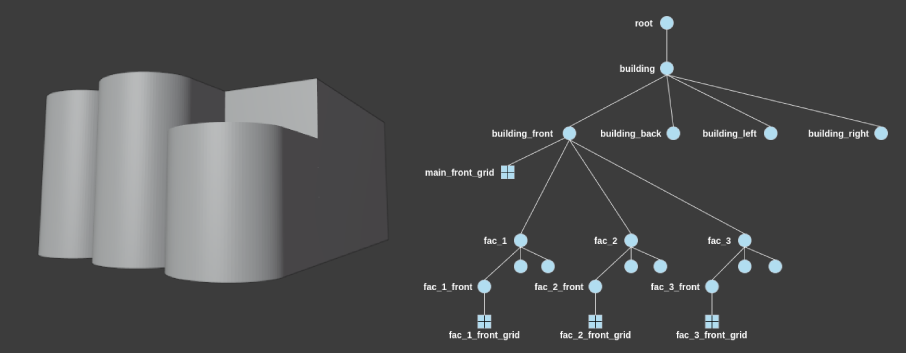 root
building
building_front
building_back
building_left
building_right
main_front_grid
fac_1
fac_2
fac_3
fac_1_front
fac_2_front
fac_3_front
fac_1_front_grid
fac_2_front_grid
fac_3_front_grid